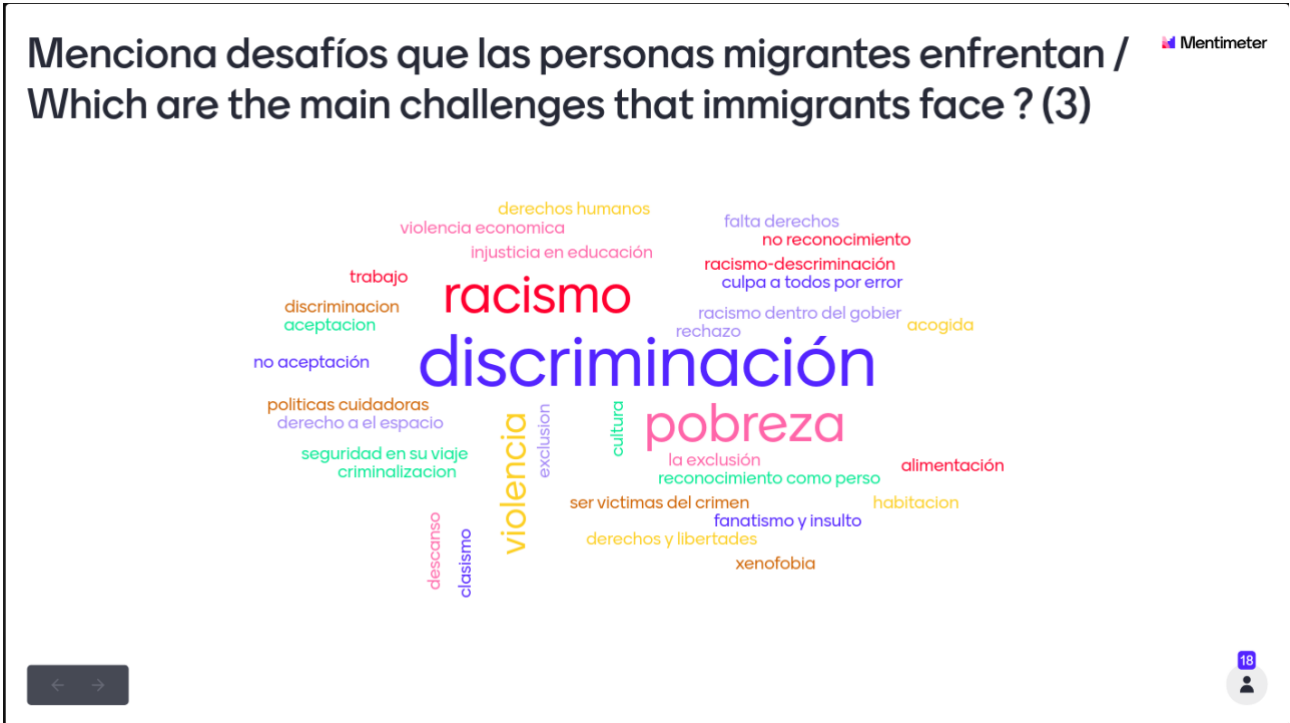 Menciona desafíos que las personas migrantes enfrentan /
Which are the main challenges that immigrants face ? (3)
Mentimeter
derechos humanos
violencia economica
injusticia en educación
falta derechos
no reconocimiento
racismo-descriminación
culpa a todos por error
trabajo
racismo
discriminacion
aceptacion
racismo dentro del gobier
rechazo
acogida
no aceptación
discriminación
politicas cuidadoras
derecho a el espacio
violencia
exclusion
cultura
pobreza
seguridad en su viaje
criminalizacion
la exclusión
reconocimiento como perso
alimentación
ser victimas del crimen
habitacion
fanatismo y insulto
derechos y libertades
descanso
clasismo
xenofobia
18